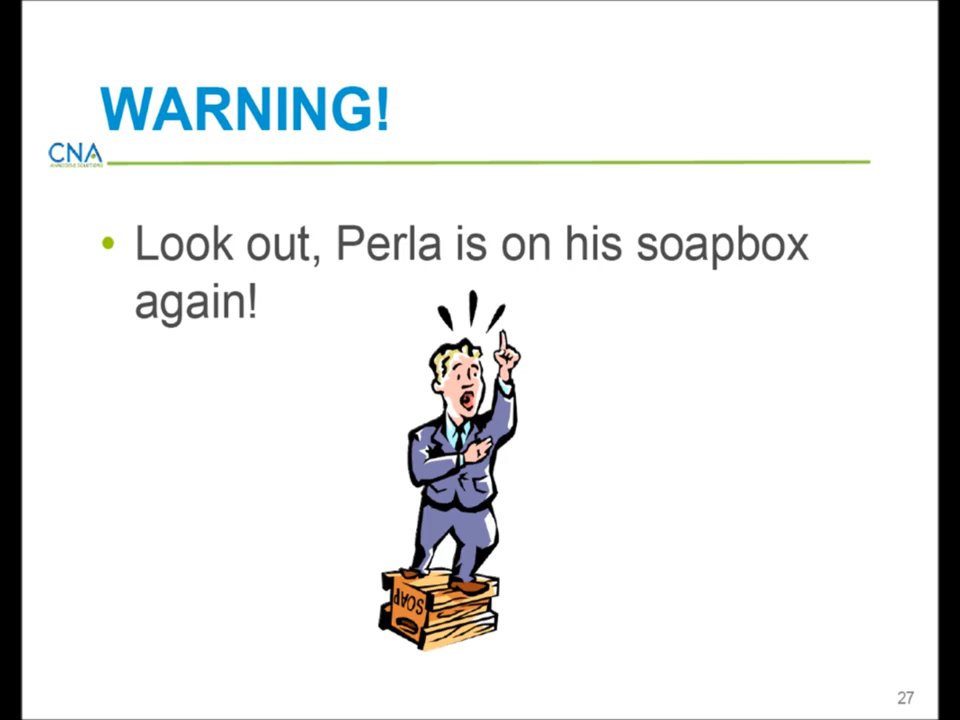 WARNING!
CNA
• Look out, Perla is on his soapbox
again!
SOAP
27